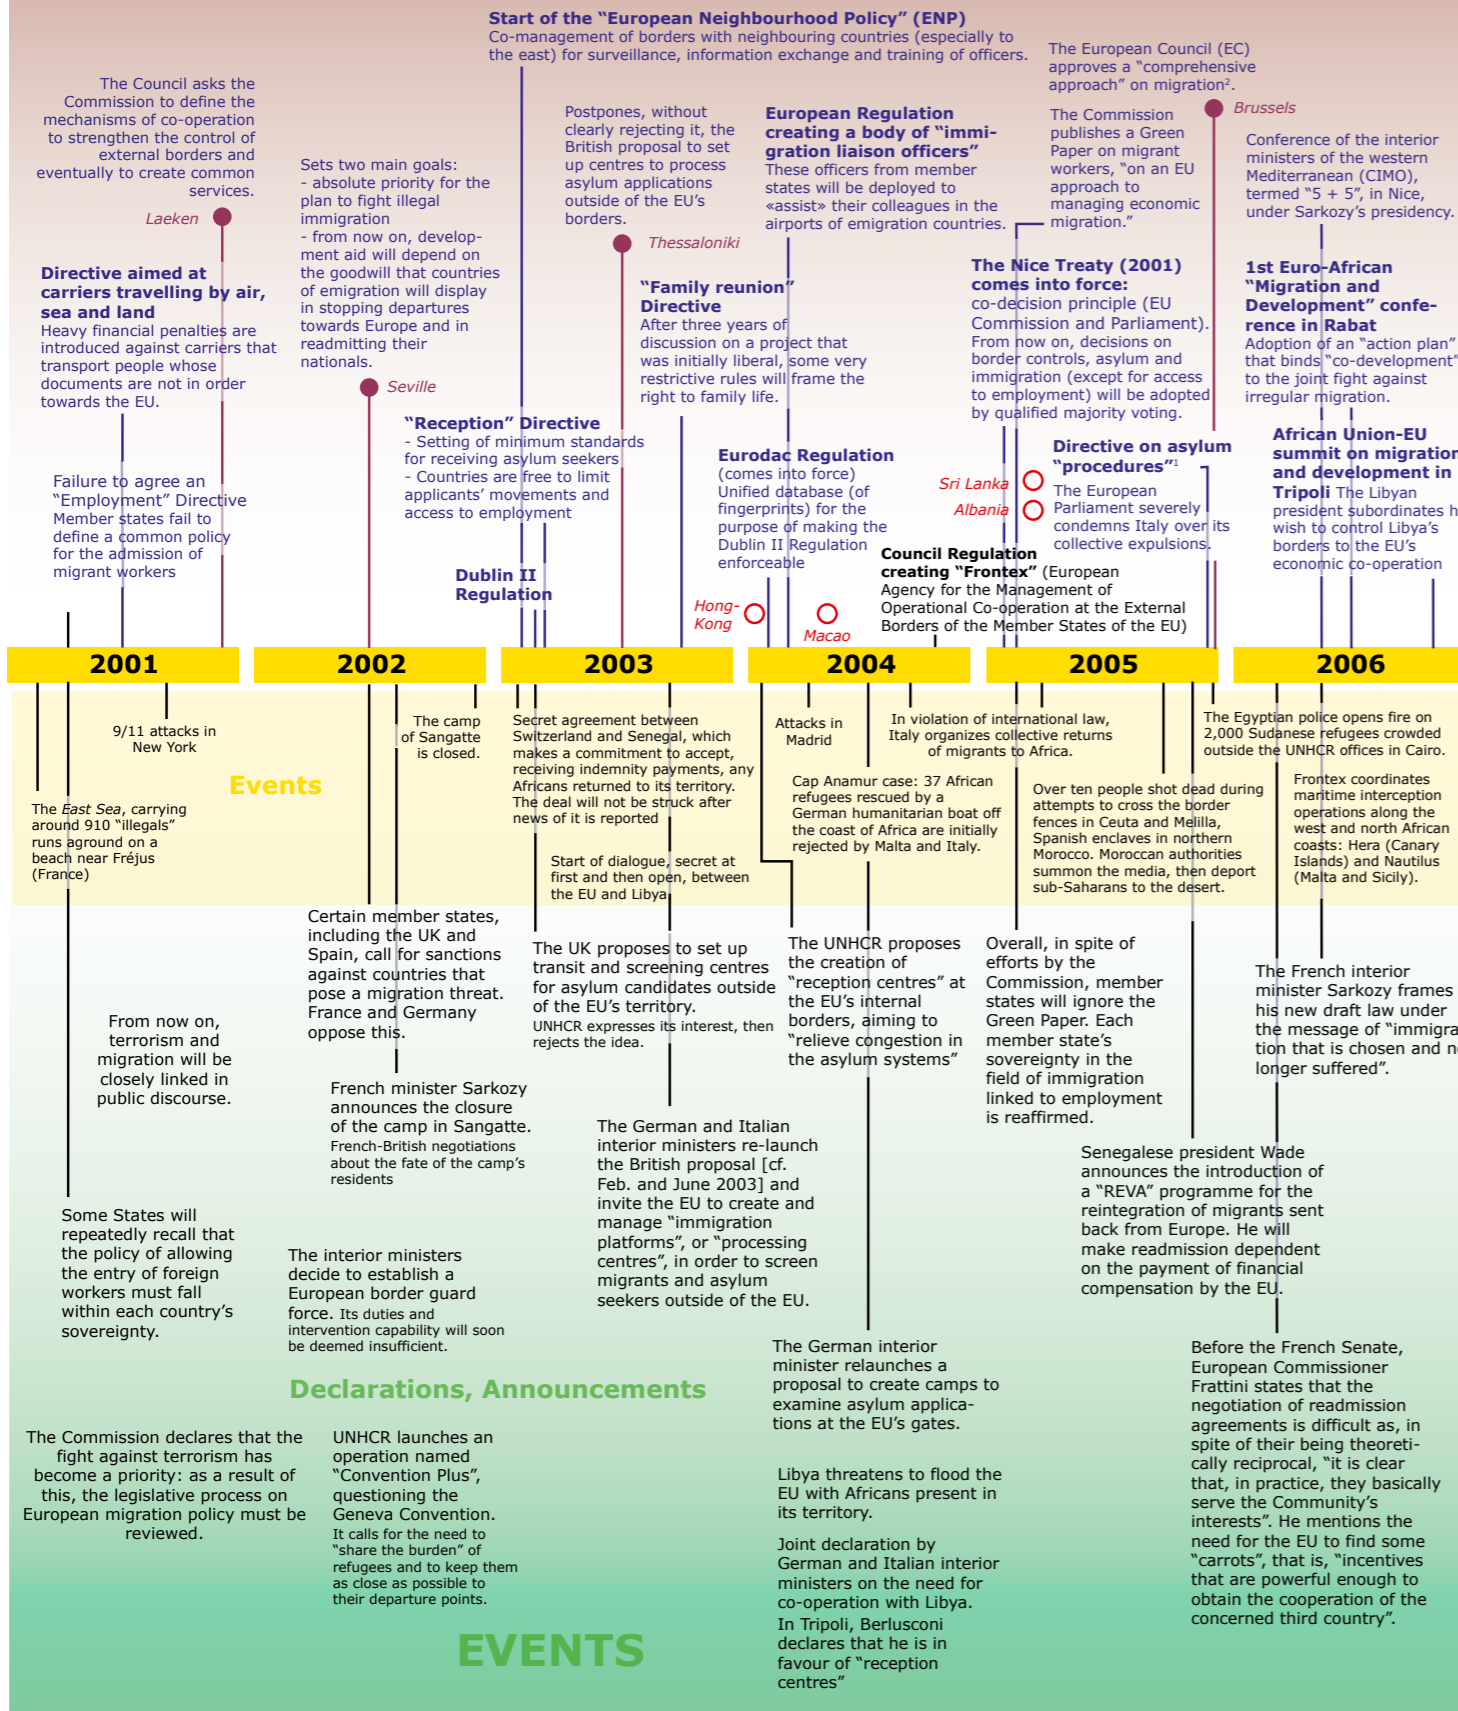 Start of the “European Neighbourhood Policy” (ENP)
Co-management of borders with neighbouring countries (especially to
the east) for surveillance, information exchange and training of officers.
The Council asks the
Commission to define the
mechanisms of co-operation
to strengthen the control of
external borders and
eventually to create common
services.
Laeken
Directive aimed at
carriers travelling by air,
sea and land
Heavy financial penalties are
introduced against carriers that
transport people whose
documents are not in order
towards the EU.
Failure to agree an
“Employment” Directive
Member states fail to
define a common policy
for the admission of
migrant workers
Sets two main goals:
- absolute priority for the
plan to fight illegal
immigration
- from now on, develop-
ment aid will depend on
the goodwill that countries
of emigration will display
in stopping departures
towards Europe and in
readmitting their
nationals.
Seville
“Reception” Directive
- Setting of minimum standards
for receiving asylum seekers
- Countries are free to limit
applicants’ movements and
access to employment
Dublin II
Regulation
Postpones, without
clearly rejecting it, the
British proposal to set
up centres to process
asylum applications
outside of the EU’s
borders.
Thessaloniki
“Family reunion”
Directive
After three years of
discussion on a project that
was initially liberal, some very
restrictive rules will frame the
right to family life.
European Regulation
creating a body of “immi-
gration liaison officers”
These officers from member
states will be deployed to
«assist» their colleagues in the
airports of emigration countries.
Eurodac Regulation
(comes into force)
Unified database (of
fingerprints) for the
purpose of making the
Dublin II Regulation
enforceable
Hong-
Kong
Macao
The European Council (EC)
approves a “comprehensive
approach” on migration².
Brussels
The Commission
publishes a Green
Paper on migrant
workers, “on an EU
approach to
managing economic
migration.”
The Nice Treaty (2001)
comes into force:
co-decision principle (EU
Commission and Parliament).
From now on, decisions on
border controls, asylum and
immigration (except for access
to employment) will be adopted
by qualified majority voting.
Sri Lanka
Albania
Directive on asylum
“procedures”¹
The European
Parliament severely
condemns Italy over its
collective expulsions.
Council Regulation
creating “Frontex” (European
Agency for the Management of
Operational Co-operation at the External
Borders of the Member States of the EU)
Conference of the interior
ministers of the western
Mediterranean (CIMO),
termed “5 + 5”, in Nice,
under Sarkozy’s presidency.
1st Euro-African
“Migration and
Development” confe-
rence in Rabat
Adoption of an “action plan”
that binds “co-development”
to the joint fight against
irregular migration.
African Union-EU
summit on migration
and development in
Tripoli The Libyan
president subordinates h
wish to control Libya’s
borders to the EU’s
economic co-operation
2001
2002
2003
2004
2005
2006
9/11 attacks in
New York
Events
The East Sea, carrying
around 910 “illegals”
runs aground on a
beach near Fréjus
(France)
The camp
of Sangatte
is closed.
Secret agreement between
Switzerland and Senegal, which
makes a commitment to accept,
receiving indemnity payments, any
Africans returned to its territory.
The deal will not be struck after
news of it is reported
Start of dialogue, secret at
first and then open, between
the EU and Libya
Attacks in
Madrid
In violation of international law,
Italy organizes collective returns
of migrants to Africa.
Cap Anamur case: 37 African
refugees rescued by a
German humanitarian boat off
the coast of Africa are initially
rejected by Malta and Italy.
Over ten people shot dead during
attempts to cross the border
fences in Ceuta and Melilla,
Spanish enclaves in northern
Morocco. Moroccan authorities
summon the media, then deport
sub-Saharans to the desert.
The Egyptian police opens fire on
2,000 Sudanese refugees crowded
outside the UNHCR offices in Cairo.
Frontex coordinates
maritime interception
operations along the
west and north African
coasts: Hera (Canary
Islands) and Nautilus
(Malta and Sicily).
From now on,
terrorism and
migration will be
closely linked in
public discourse.
Some States will
repeatedly recall that
the policy of allowing
the entry of foreign
workers must fall
within each country’s
sovereignty.
The Commission declares that the
fight against terrorism has
become a priority: as a result of
this, the legislative process on
European migration policy must be
reviewed.
Certain member states,
including the UK and
Spain, call for sanctions
against countries that
pose a migration threat.
France and Germany
oppose this.
French minister Sarkozy
announces the closure
of the camp in Sangatte.
French-British negotiations
about the fate of the camp’s
residents
The interior ministers
decide to establish a
European border guard
force. Its duties and
intervention capability will soon
be deemed insufficient.
Declarations, Announcements
UNHCR launches an
operation named
“Convention Plus”,
questioning the
Geneva Convention.
It calls for the need to
“share the burden” of
refugees and to keep them
as close as possible to
their departure points.
The UK proposes to set up
transit and screening centres
for asylum candidates outside
of the EU’s territory.
UNHCR expresses its interest, then
rejects the idea.
The German and Italian
interior ministers re-launch
the British proposal [cf.
Feb. and June 2003] and
invite the EU to create and
manage “immigration
platforms”, or “processing
centres”, in order to screen
migrants and asylum
seekers outside of the EU.
The UNHCR proposes
the creation of
“reception centres” at
the EU’s internal
borders, aiming to
“relieve congestion in
the asylum systems”
The German interior
minister relaunches a
proposal to create camps to
examine asylum applica-
tions at the EU’s gates.
Libya threatens to flood the
EU with Africans present in
its territory.
Joint declaration by
German and Italian interior
ministers on the need for
co-operation with Libya.
In Tripoli, Berlusconi
declares that he is in
favour of “reception
centres”
Overall, in spite of
efforts by the
Commission, member
states will ignore the
Green Paper. Each
member state’s
sovereignty in the
field of immigration
linked to employment
is reaffirmed.
Senegalese president Wade
announces the introduction of
a “REVA” programme for the
reintegration of migrants sent
back from Europe. He will
make readmission dependent
on the payment of financial
compensation by the EU.
The French interior
minister Sarkozy frames
his new draft law under
the message of “immigra-
tion that is chosen and n
longer suffered”.
Before the French Senate,
European Commissioner
Frattini states that the
negotiation of readmission
agreements is difficult as, in
spite of their being theoreti-
cally reciprocal, “it is clear
that, in practice, they basically
serve the Community’s
interests”. He mentions the
need for the EU to find some
“carrots”, that is, “incentives
that are powerful enough to
obtain the cooperation of the
concerned third country”.
EVENTS